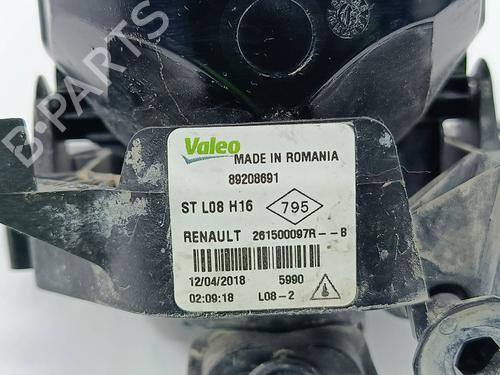 B-PARTS
Valeo MADE IN ROMANIA
89208691
ST L08 H16 795
RENAULT 261500097R--B
12/04/2018 5990
02:09:18 L08-2